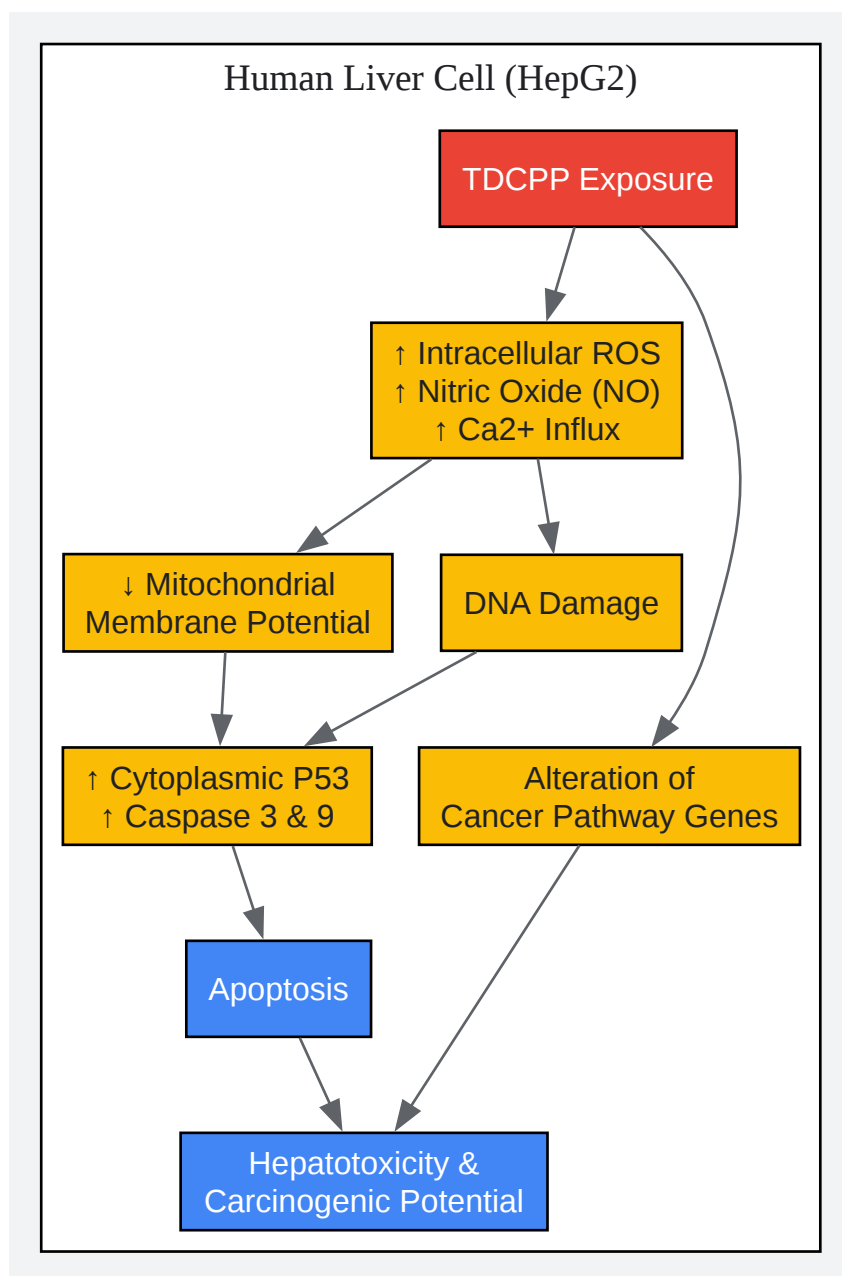 Human Liver Cell (HepG2)
TDCPP Exposure
↑ Intracellular ROS
↑ Nitric Oxide (NO)
↑ Ca2+ Influx
↓ Mitochondrial
Membrane Potential
DNA Damage
↑ Cytoplasmic P53
↑ Caspase 3 & 9
Alteration of
Cancer Pathway Genes
Apoptosis
Hepatotoxicity &
Carcinogenic Potential